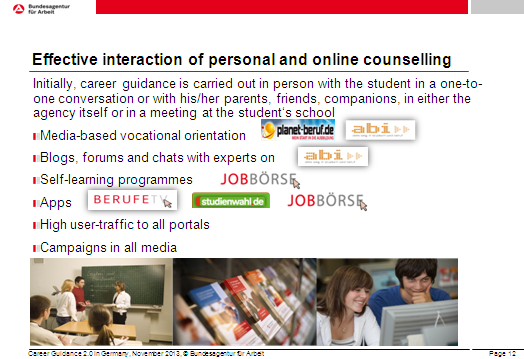 Bundesagentur
für Arbeit
Effective interaction of personal and online counselling
Initially, career guidance is carried out in person with the student in a one-to-
one conversation or with his/her parents, friends, companions, in either the
agency itself or in a meeting at the student's school
Media-based vocational orientation planet-beruf.de abi
Blogs, forums and chats with experts on abi
Self-learning programmes JOBBÖRSE
Apps BERUFETV studienwahl de JOBBÖRSE
High user-traffic to all portals
Campaigns in all media
Career Guidance 2.0 in Germany, November 2013, © Bundesagentur für Arbeit Page 12